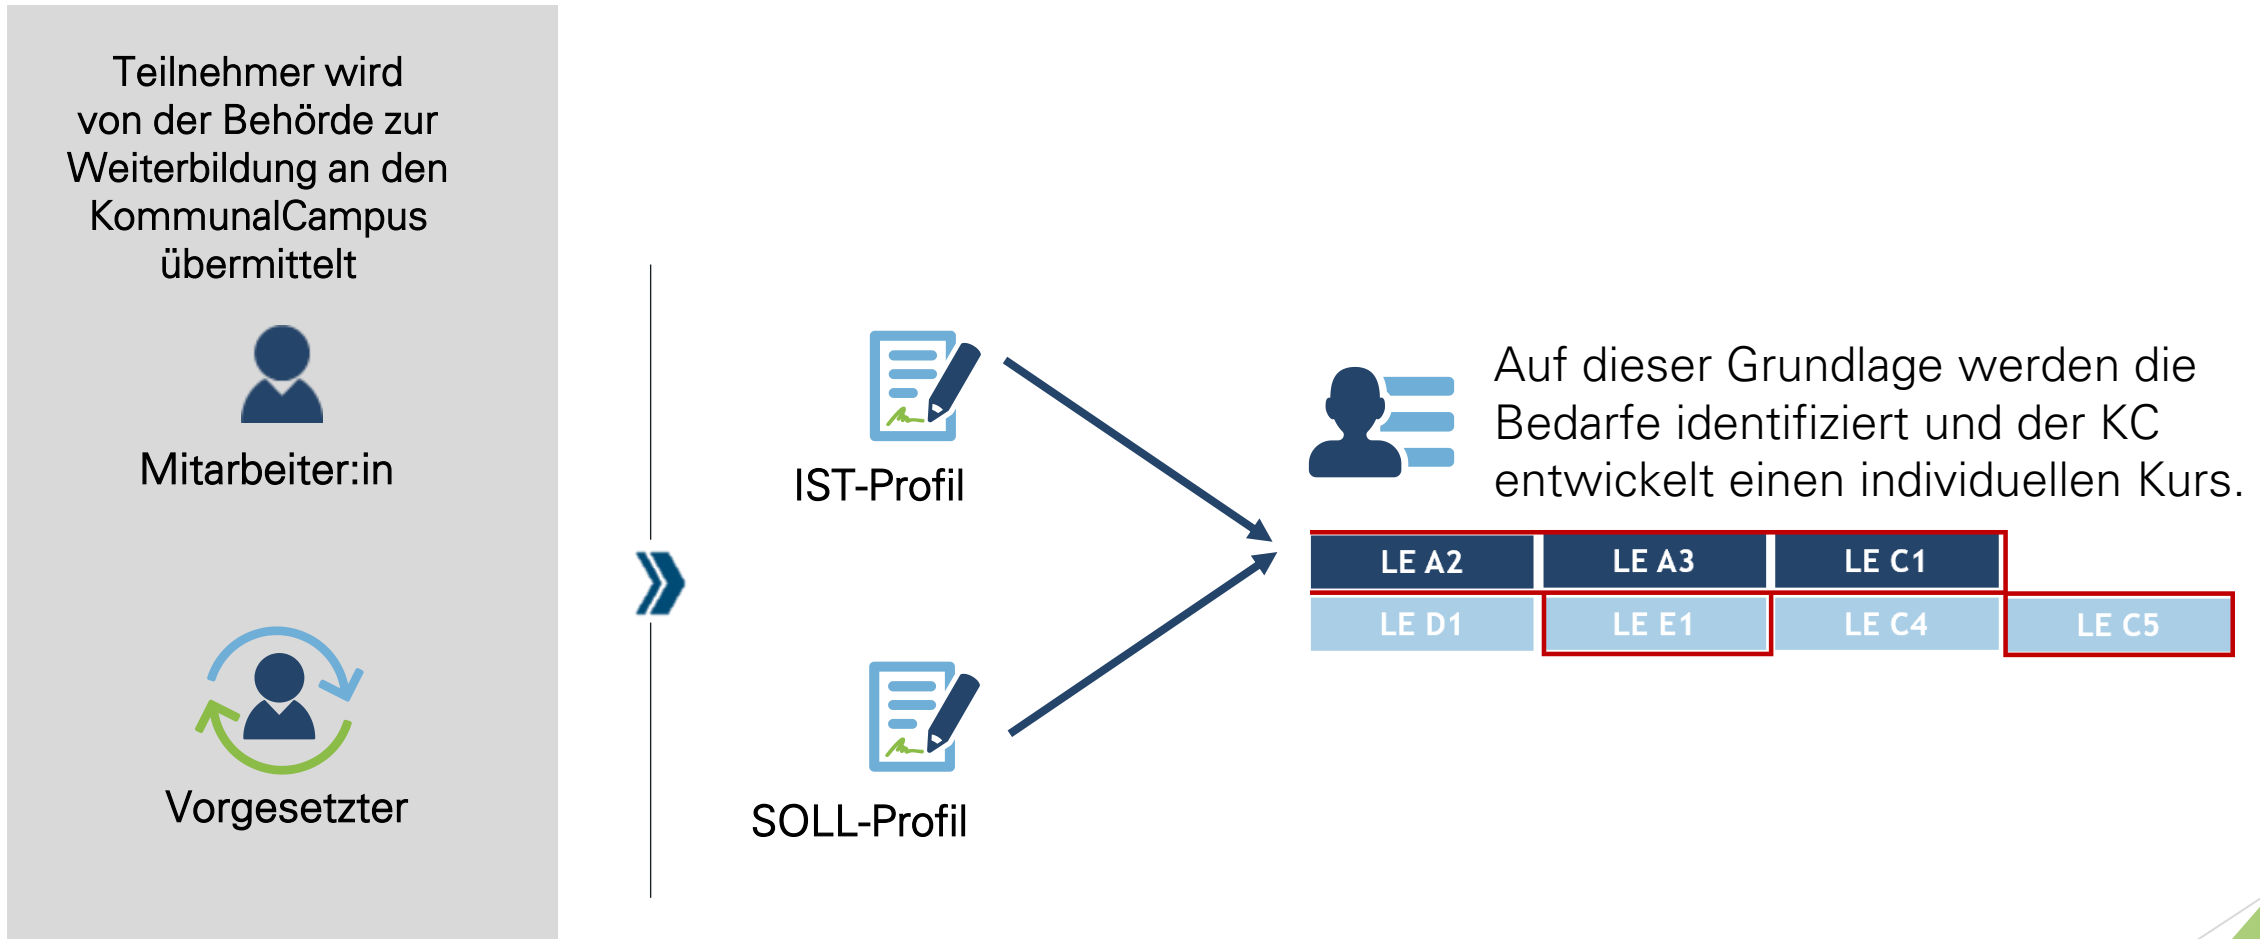 Teilnehmer wird
von der Behörde zur
Weiterbildung an den
KommunalCampus
übermittelt
Mitarbeiter:in
Vorgesetzter
IST-Profil
SOLL-Profil
Auf dieser Grundlage werden die
Bedarfe identifiziert und der KC
entwickelt einen individuellen Kurs.
LE A2 LE A3 LE C1
LE D1 LE E1 LE C4 LE C5